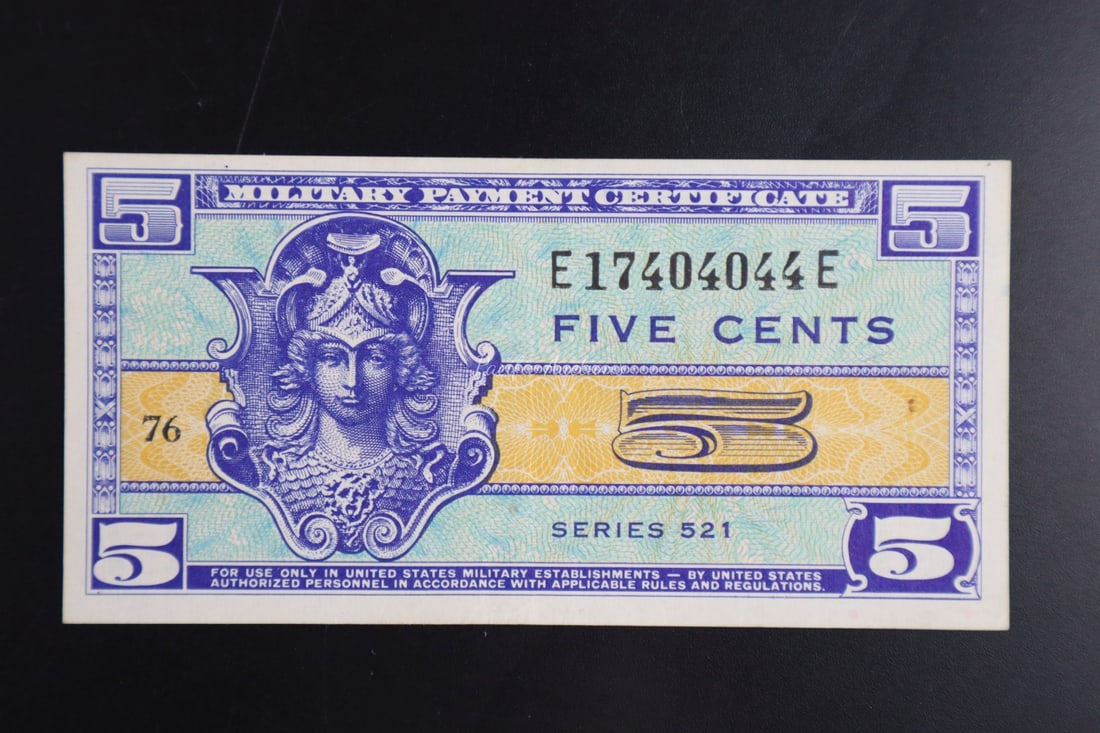 5 MILITARY PAYMENT CERTIFICATE 5
E17404044E
FIVE CENTS
76 5
SERIES 521
5 5
FOR USE ONLY IN UNITED STATES MILITARY ESTABLISHMENTS — BY UNITED STATES
AUTHORIZED PERSONNEL IN ACCORDANCE WITH APPLICABLE RULES AND REGULATIONS.